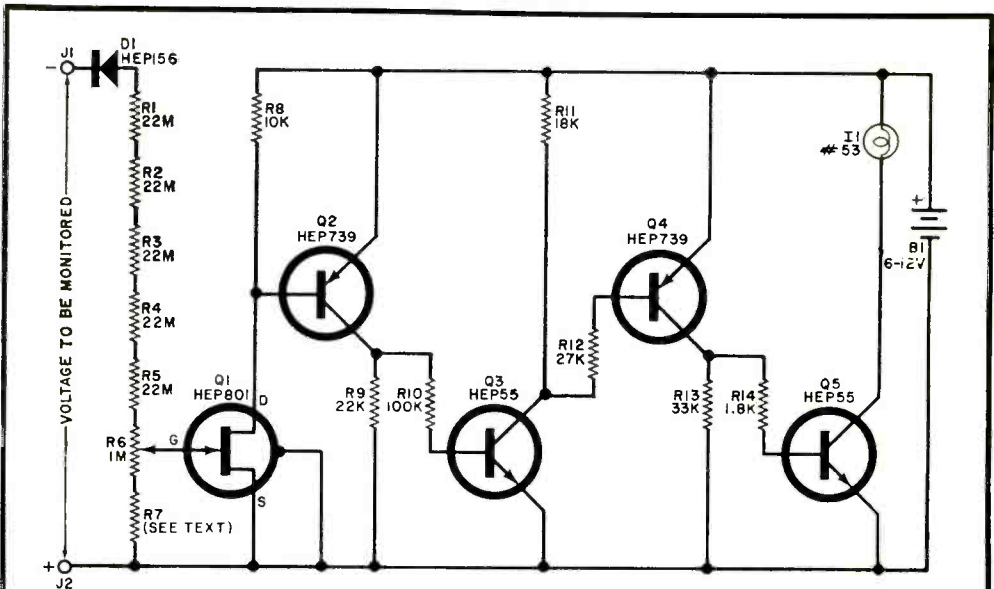 J1
-
D1
HEP156
R1
22M
R2
22M
R3
22M
R4
22M
R5
22M
R6
1M
R7
(SEE TEXT)
VOLTAGE TO BE MONITORED
+
J2
Q1
HEP801
D
G
S
R8
10K
Q2
HEP739
R9
22K
R10
100K
Q3
HEP55
R11
18K
R12
27K
Q4
HEP739
R13
33K
R14
1.8K
Q5
HEP55
I1
#53
+
B1
6-12V